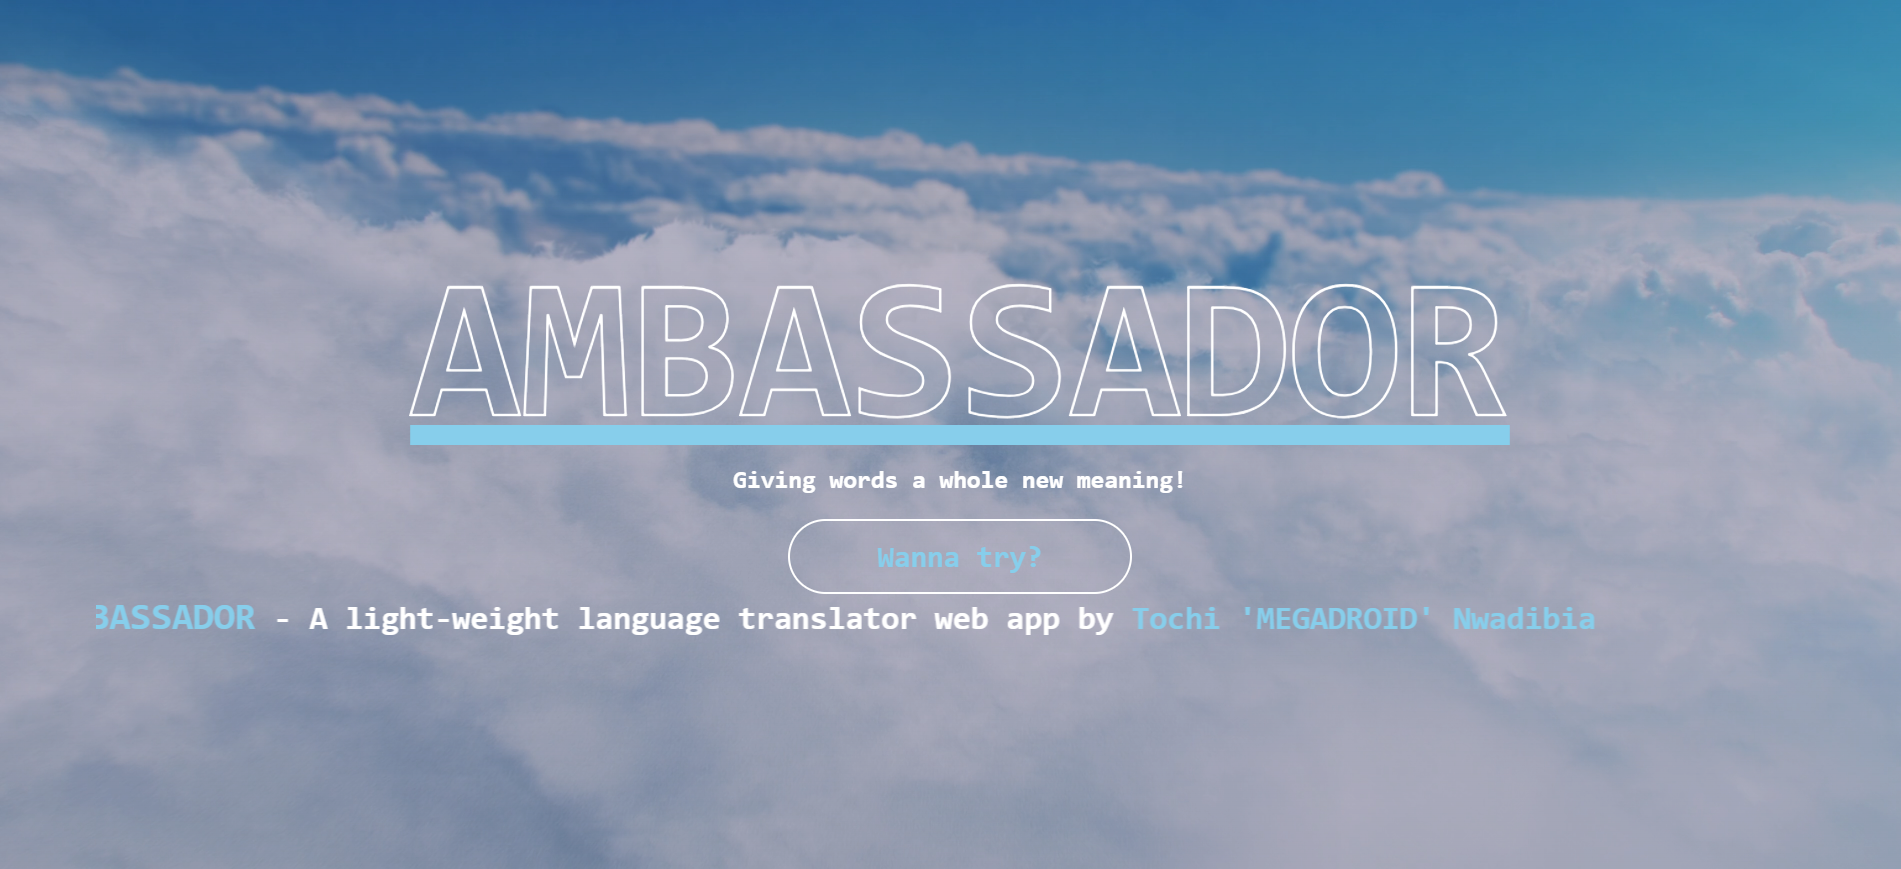 AMBASSADOR
Giving words a whole new meaning!
Wanna try?
BASSADOR - A light-weight language translator web app by Tochi 'MEGADROID' Nwadibia